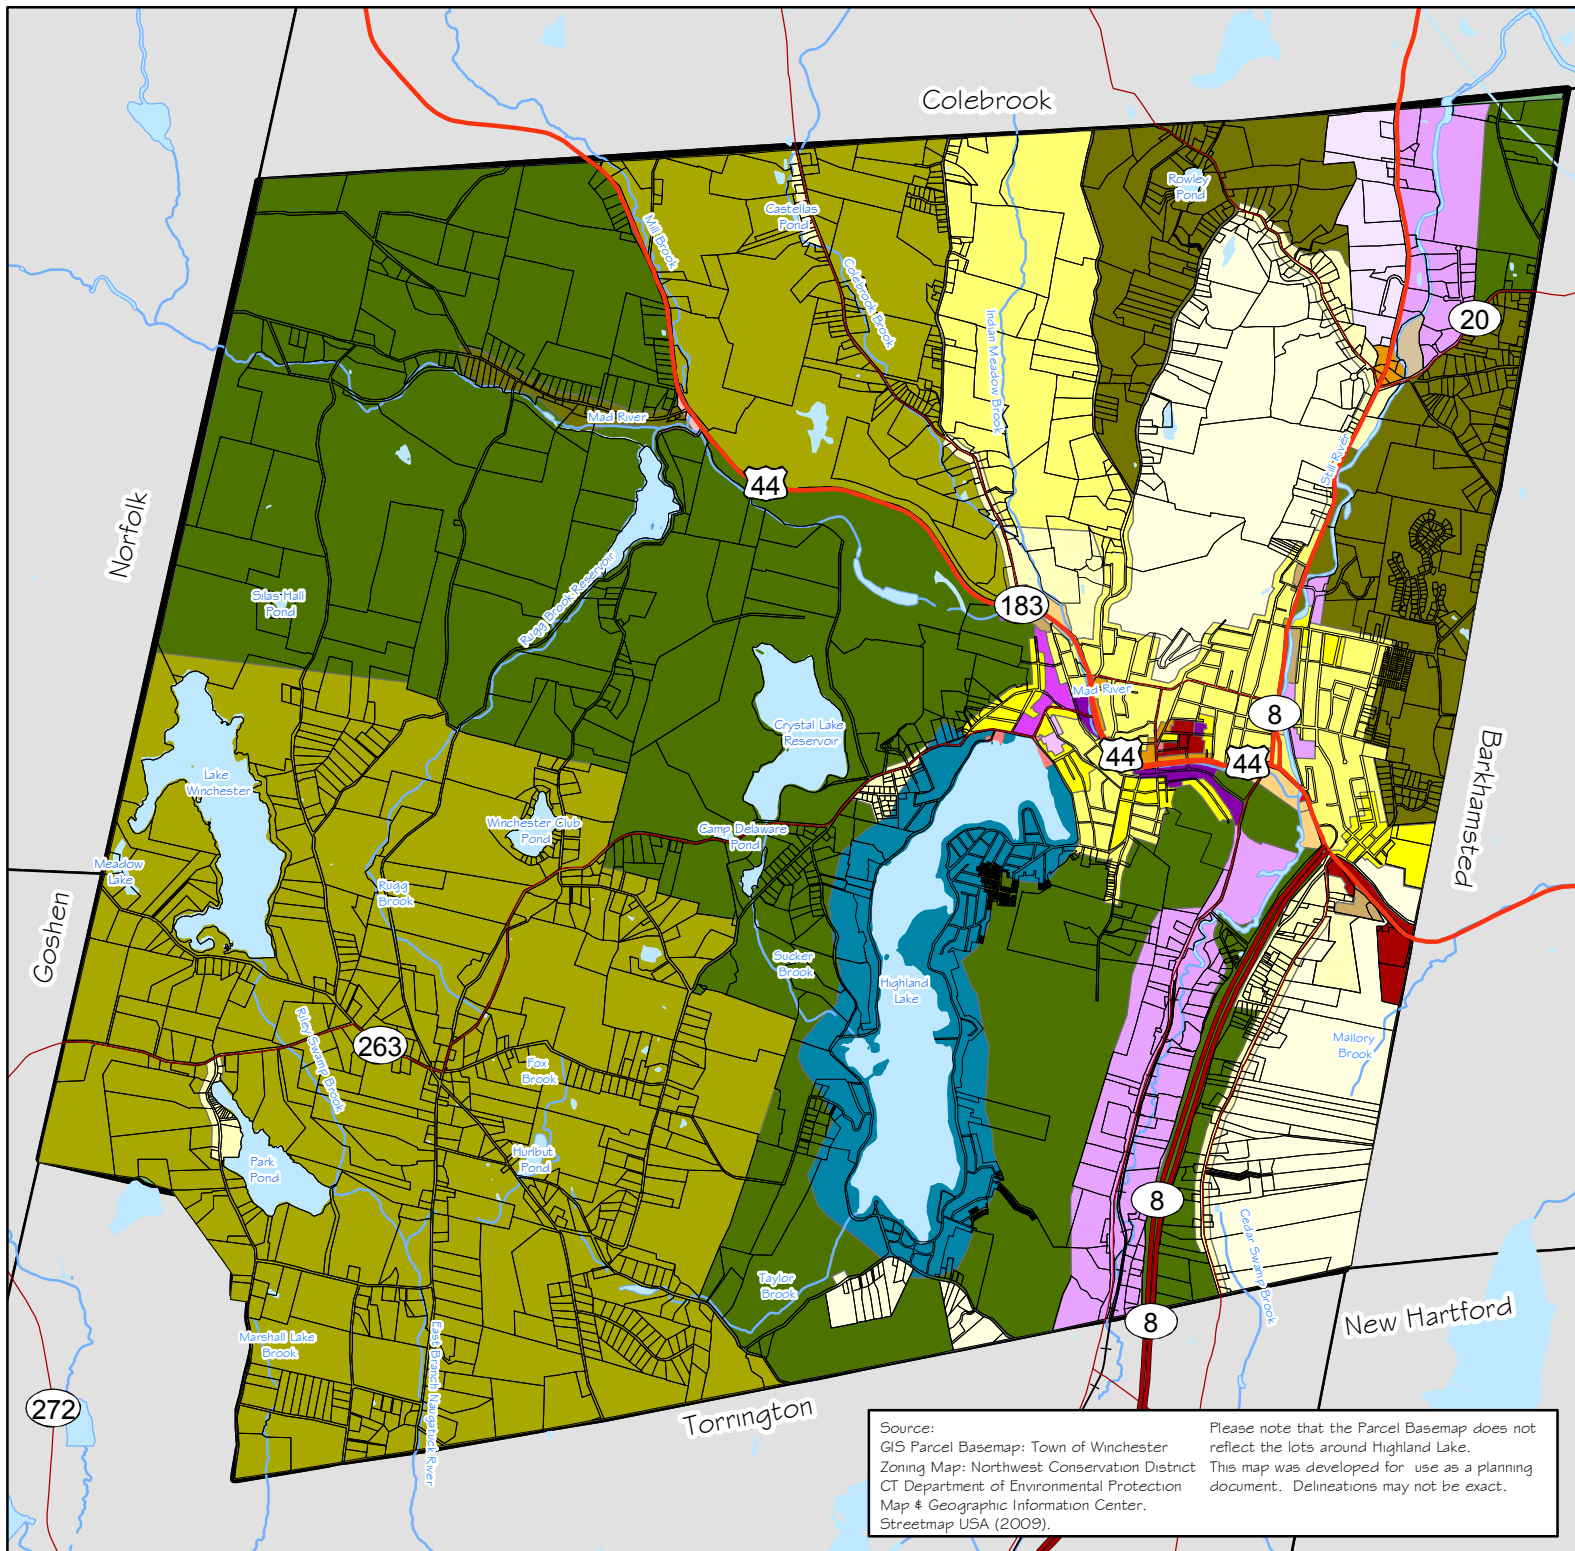 Colebrook
Rowley
Pond
Castellas
Pond
Mill Brook
Colebrook Brook
Indian Meadow Brook
20
Mad River
Still River
44
Norfolk
Rugg Brook Reservoir
Silas Hall
Pond
183
Mad River
8
Crystal Lake
Reservoir
44
44
Barkhamsted
Lake
Winchester
Winchester Club
Pond
Camp Delaware
Pond
Meadow
Lake
Rugg
Brook
Goshen
Sucker
Brook
Highland
Lake
Riley Swamp Brook
263
Mallory
Brook
Fox
Brook
Hurlbut
Pond
Park
Pond
8
Cedar Swamp Brook
Taylor
Brook
8
New Hartford
Marshall Lake
Brook
East Branch Naugatuck River
272
Torrington
Source:
GIS Parcel Basemap: Town of Winchester
Zoning Map: Northwest Conservation District
CT Department of Environmental Protection
Map & Geographic Information Center.
Streetmap USA (2009).
Please note that the Parcel Basemap does not
reflect the lots around Highland Lake.
This map was developed for use as a planning
document. Delineations may not be exact.